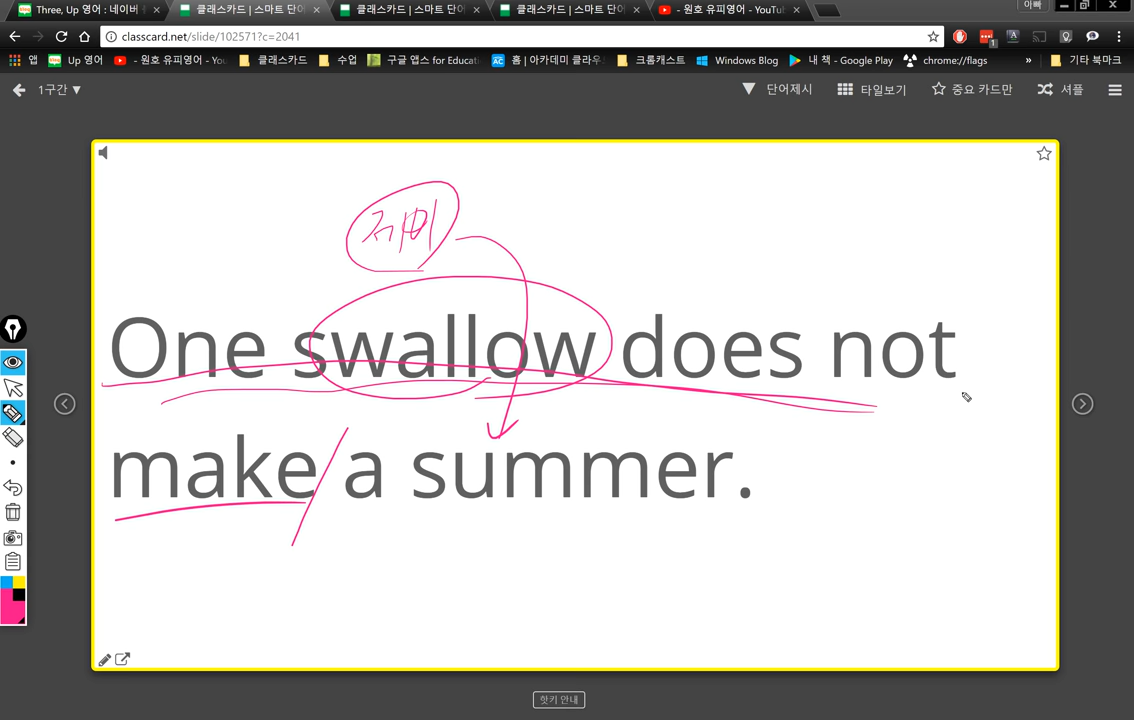 Three, Up 영어 : 네이버
클래스카드 | 스마트 단어
클래스카드 | 스마트 단어
클래스카드 | 스마트 단어
- 원호 유피영어 - YouTu
아빠
classcard.net/slide/102571?c=2041
앱
Up 영어
- 원호 유피영어 - You
클래스카드
수업
구글 앱스 for Educati
홈 | 아카데미 클라우
크롬캐스트
Windows Blog
내 책 - Google Play
chrome://flags
»
기타 북마크
1구간 ▼
단어제시
타일보기
중요 카드만
셔플
제비
One swallow does not
make a summer.
핫키 안내